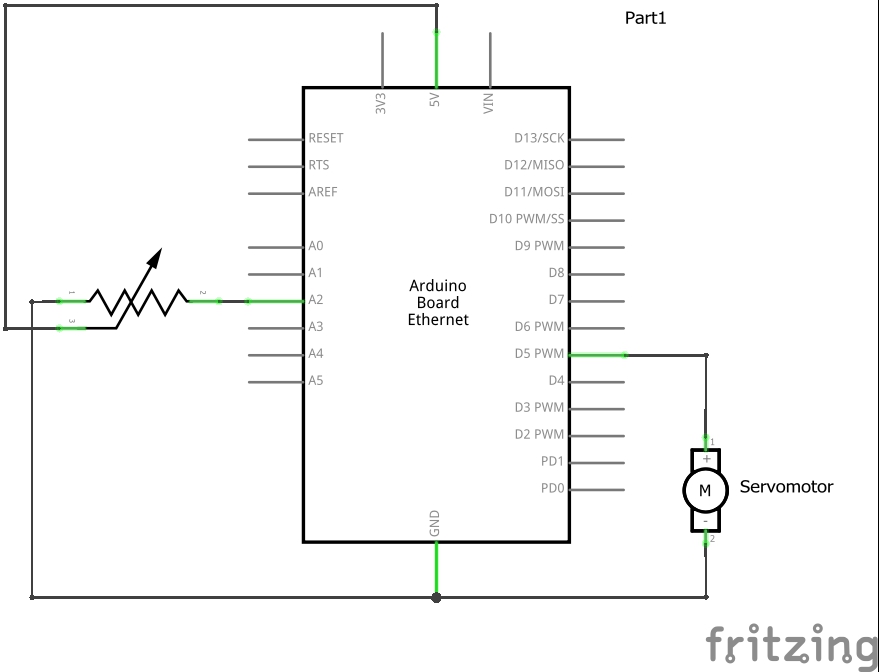 Part1
3V3
5V
VIN
RESET
RTS
AREF
A0
A1
A2
A3
A4
A5
D13/SCK
D12/MISO
D11/MOSI
D10 PWM/SS
D9 PWM
D8
D7
D6 PWM
D5 PWM
D4
D3 PWM
D2 PWM
PD1
PD0
Arduino
Board
Ethernet
1
2
3
GND
1
+
M
-
2
Servomotor
fritzing